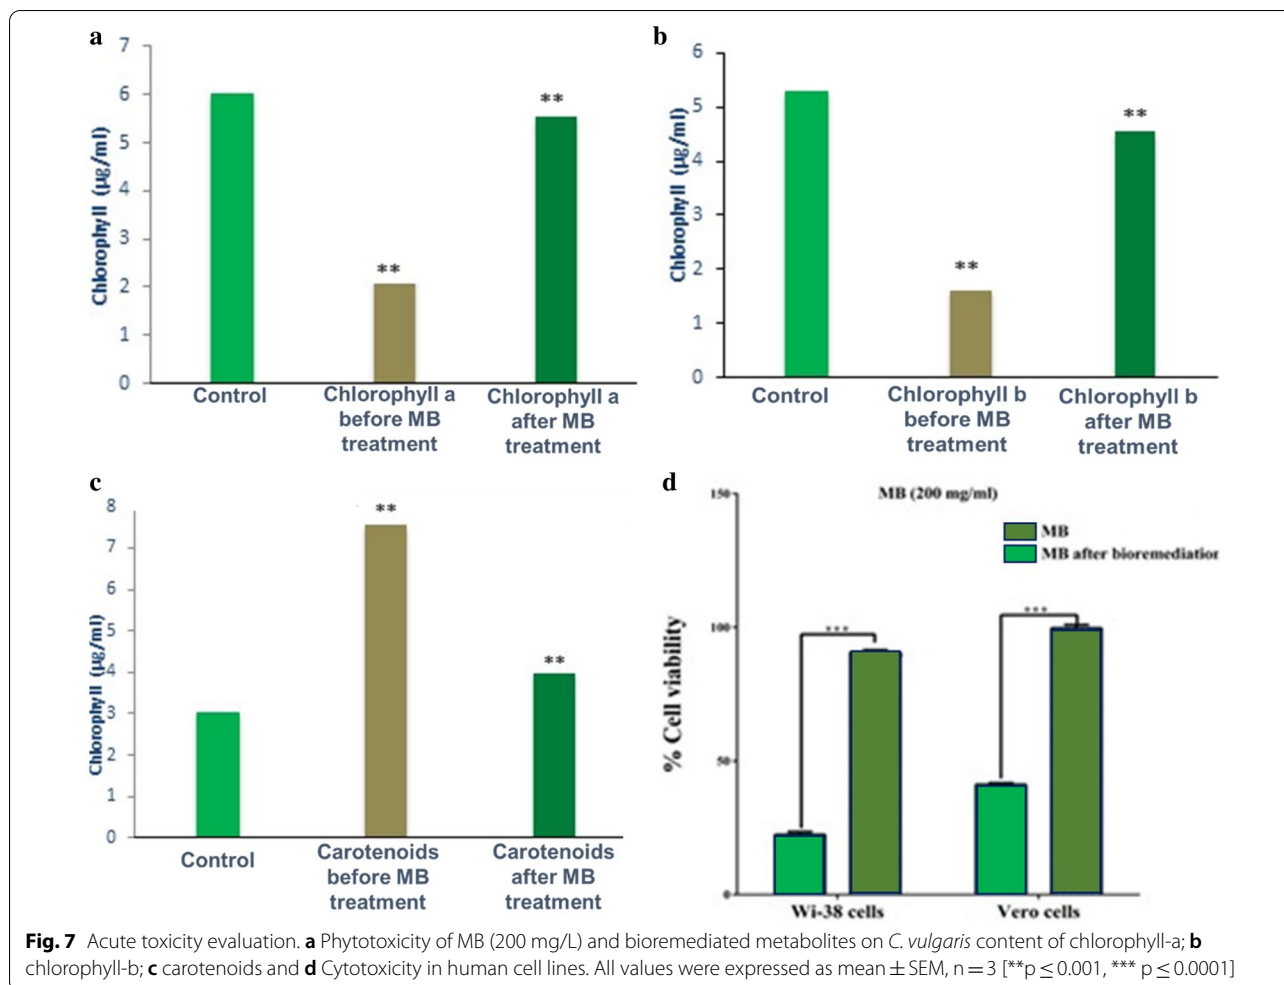 a
7
6
5
4
3
2
1
0
Chlorophyll (µg/ml)
**
**
Control
Chlorophyll a
before MB
treatment
Chlorophyll a
after MB
treatment
b
6
5
4
3
2
1
0
Chlorophyll (µg/ml)
**
**
Control
Chlorophyll b
before MB
treatment
Chlorophyll b
after MB
treatment
c
8
7
6
5
4
3
2
1
0
Chlorophyll (µg/ml)
**
**
Control
Carotenoids
before MB
treatment
Carotenoids
after MB
treatment
d
MB (200 mg/ml)
150
100
50
0
% Cell viability
MB
MB after bioremediation
***
***
Wi-38 cells
Vero cells
Fig. 7 Acute toxicity evaluation. a Phytotoxicity of MB (200 mg/L) and bioremediated metabolites on C. vulgaris content of chlorophyll-a; b
chlorophyll-b; c carotenoids and d Cytotoxicity in human cell lines. All values were expressed as mean ± SEM, n = 3 [**p ≤ 0.001, *** p ≤ 0.0001]